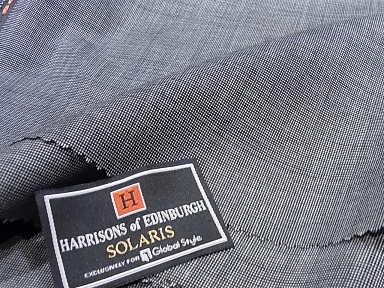 H
HARRISONS of EDINBURGH
SOLARIS
EXCLUSIVELY FOR Global Style